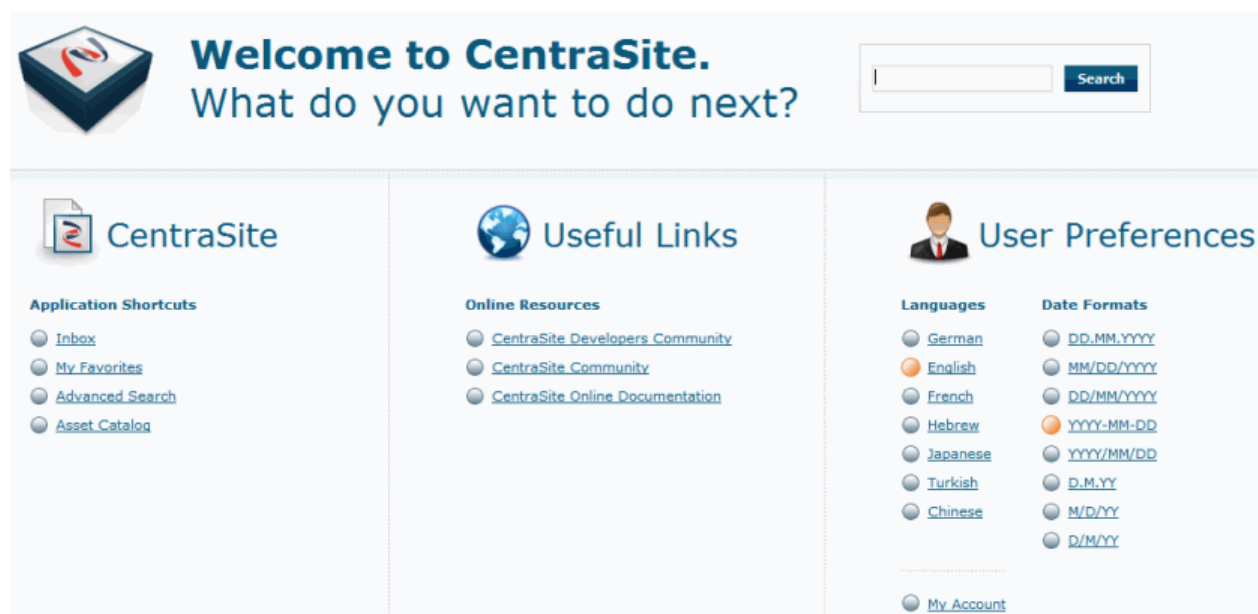 Welcome to CentraSite.
What do you want to do next?
Search
CentraSite
Application Shortcuts
Inbox
My Favorites
Advanced Search
Asset Catalog
Useful Links
Online Resources
CentraSite Developers Community
CentraSite Community
CentraSite Online Documentation
User Preferences
Languages
German
English
French
Hebrew
Japanese
Turkish
Chinese
Date Formats
DD.MM.YYYY
MM/DD/YYYY
DD/MM/YYYY
YYYY-MM-DD
YYYY/MM/DD
D.M.YY
M/D/YY
D/M/YY
My Account